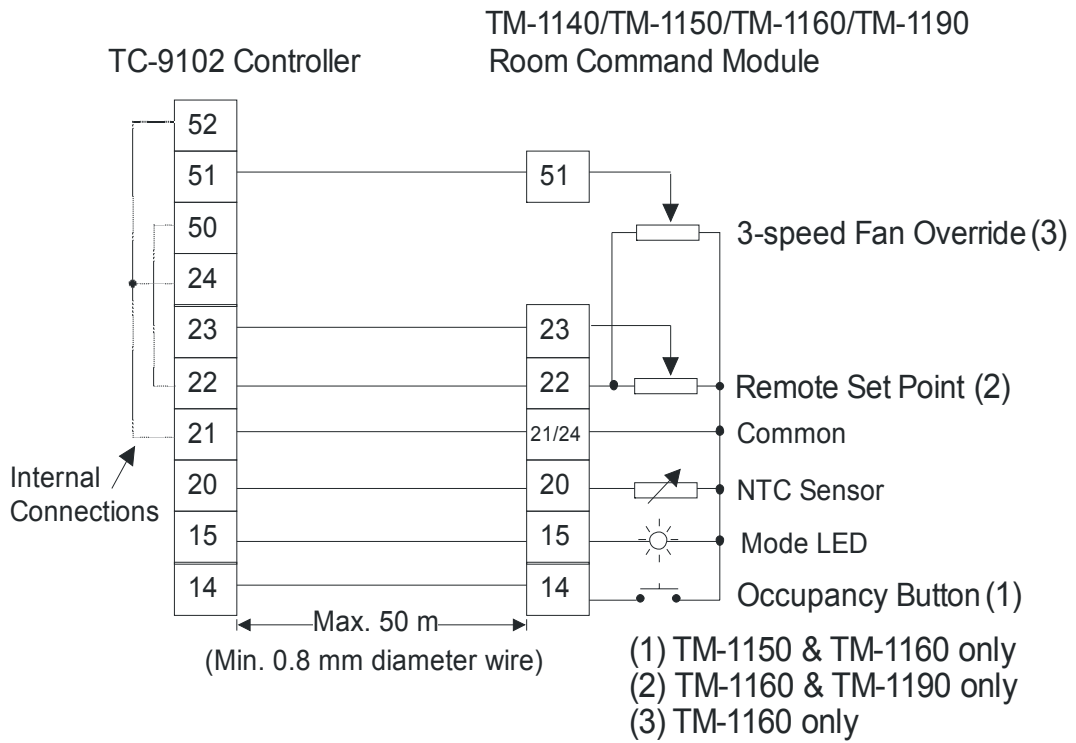 TM-1140/TM-1150/TM-1160/TM-1190
TC-9102 Controller
Room Command Module
52
51
51
50
3-speed Fan Override (3)
24
23
23
22
22
Remote Set Point (2)
21
21/24
Common
Internal
Connections
20
20
NTC Sensor
15
15
Mode LED
14
14
Occupancy Button (1)
Max. 50 m
(Min. 0.8 mm diameter wire)
(1) TM-1150 & TM-1160 only
(2) TM-1160 & TM-1190 only
(3) TM-1160 only